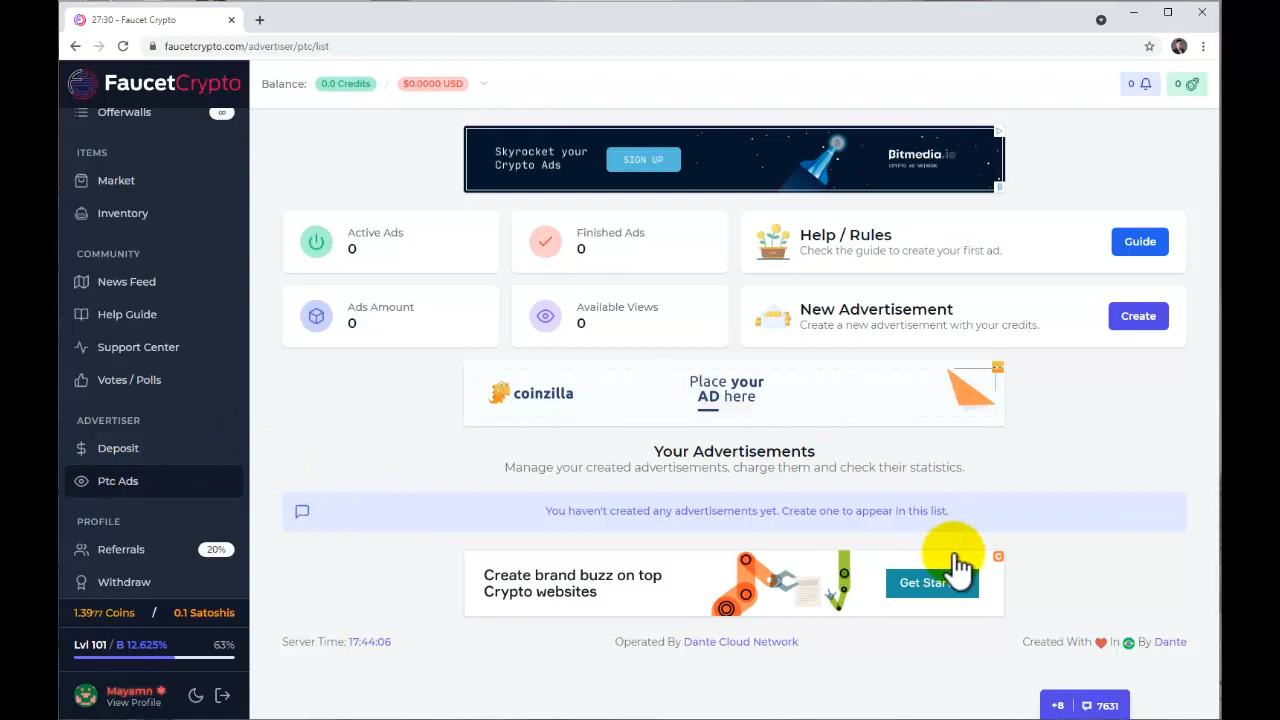 27:30 - Faucet Crypto
faucetcrypto.com/advertiser/ptc/list
FaucetCrypto
Balance: 0.0 Credits / $0.0000 USD
0
0
Offerwalls ∞
ITEMS
Market
Inventory
COMMUNITY
News Feed
Help Guide
Support Center
Votes / Polls
ADVERTISER
Deposit
Ptc Ads
PROFILE
Referrals 20%
Withdraw
1.3977 Coins / 0.1 Satoshis
Lvl 101 / B 12.625% 63%
Mayamn
View Profile
Skyrocket your
Crypto Ads
SIGN UP
Bitmedia.io
CRYPTO AD NETWORK
B
Active Ads
0
Finished Ads
0
Help / Rules
Check the guide to create your first ad.
Guide
Ads Amount
0
Available Views
0
New Advertisement
Create a new advertisement with your credits.
Create
coinzilla
Place your
AD here
Your Advertisements
Manage your created advertisements, charge them and check their statistics.
You haven't created any advertisements yet. Create one to appear in this list.
Create brand buzz on top
Crypto websites
Get
Server Time: 17:44:06
Operated By Dante Cloud Network
Created With In By Dante
+8 7631